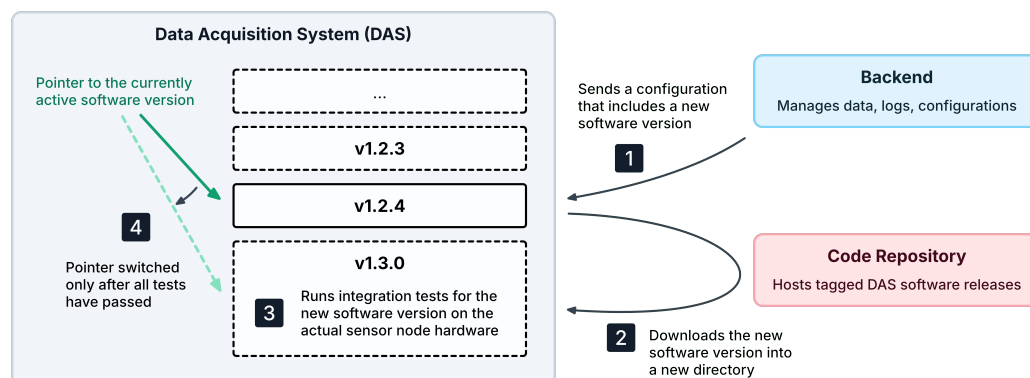 Data Acquisition System (DAS)
Pointer to the currently
active software version
...
v1.2.3
v1.2.4
v1.3.0
3
Runs integration tests for the
new software version on the
actual sensor node hardware
4
Pointer switched
only after all tests
have passed
Sends a configuration
that includes a new
software version
1
Backend
Manages data, logs, configurations
Code Repository
Hosts tagged DAS software releases
2
Downloads the new
software version into
a new directory